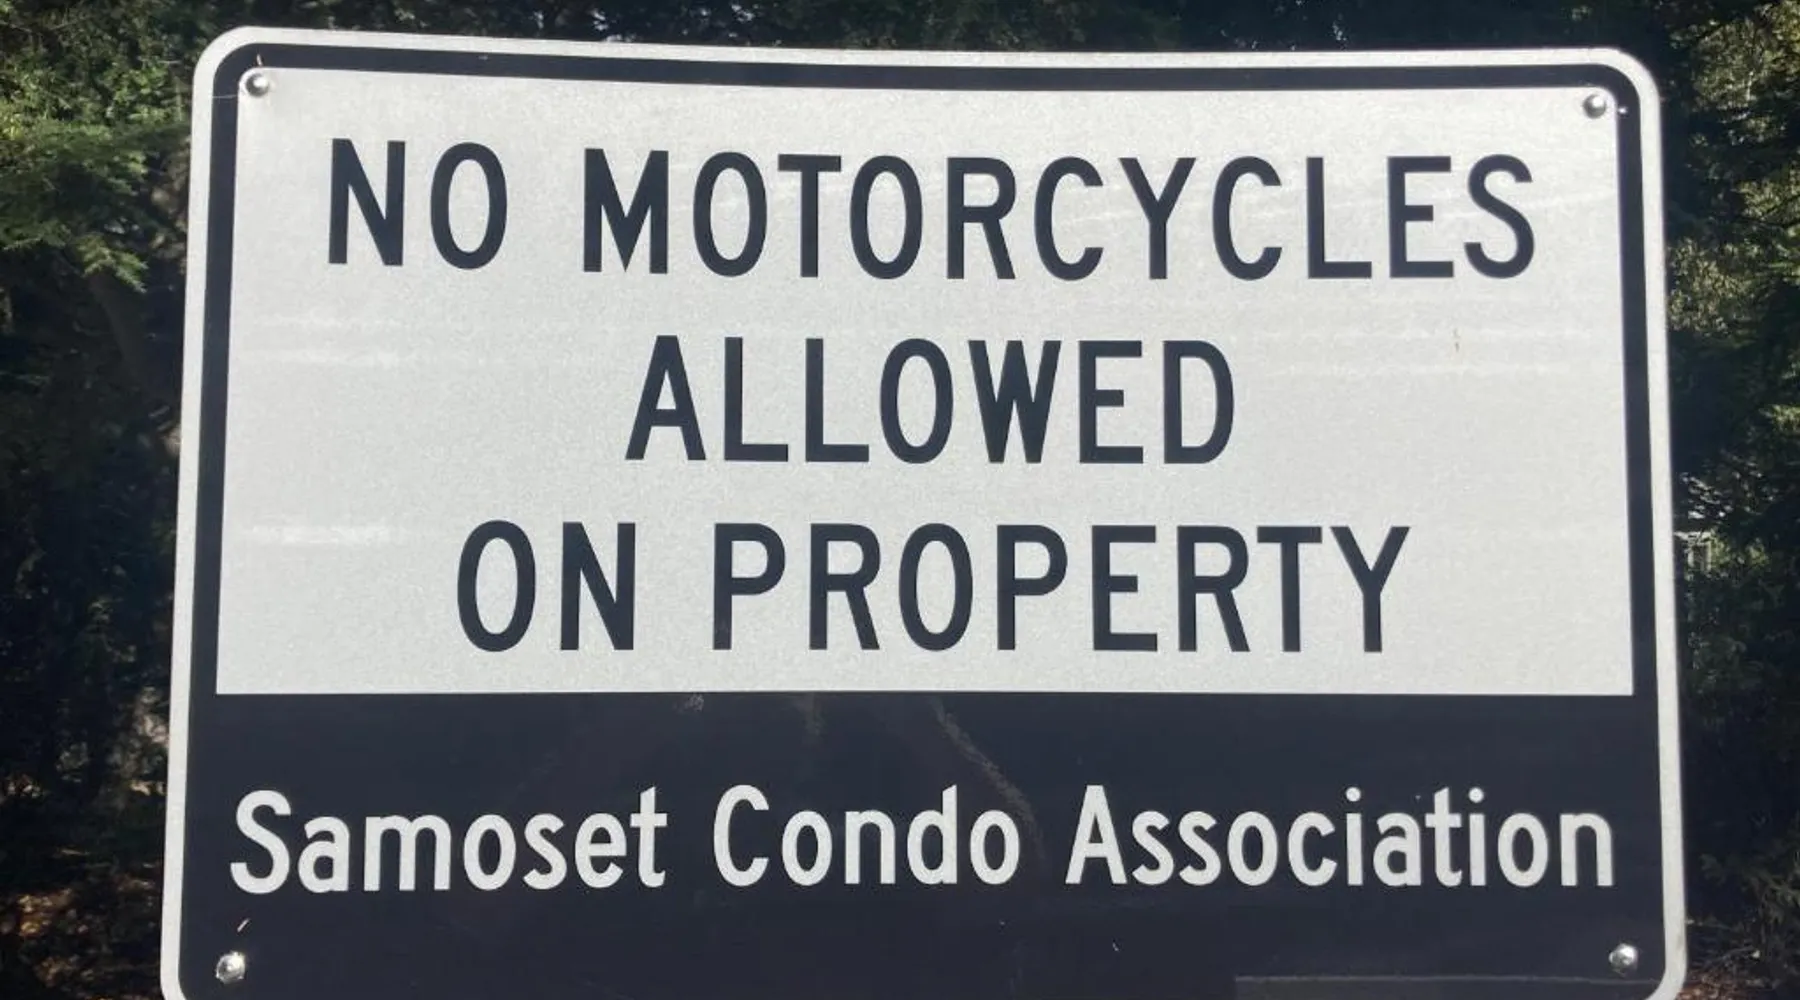 NO MOTORCYCLES
ALLOWED
ON PROPERTY
Samoset Condo Association